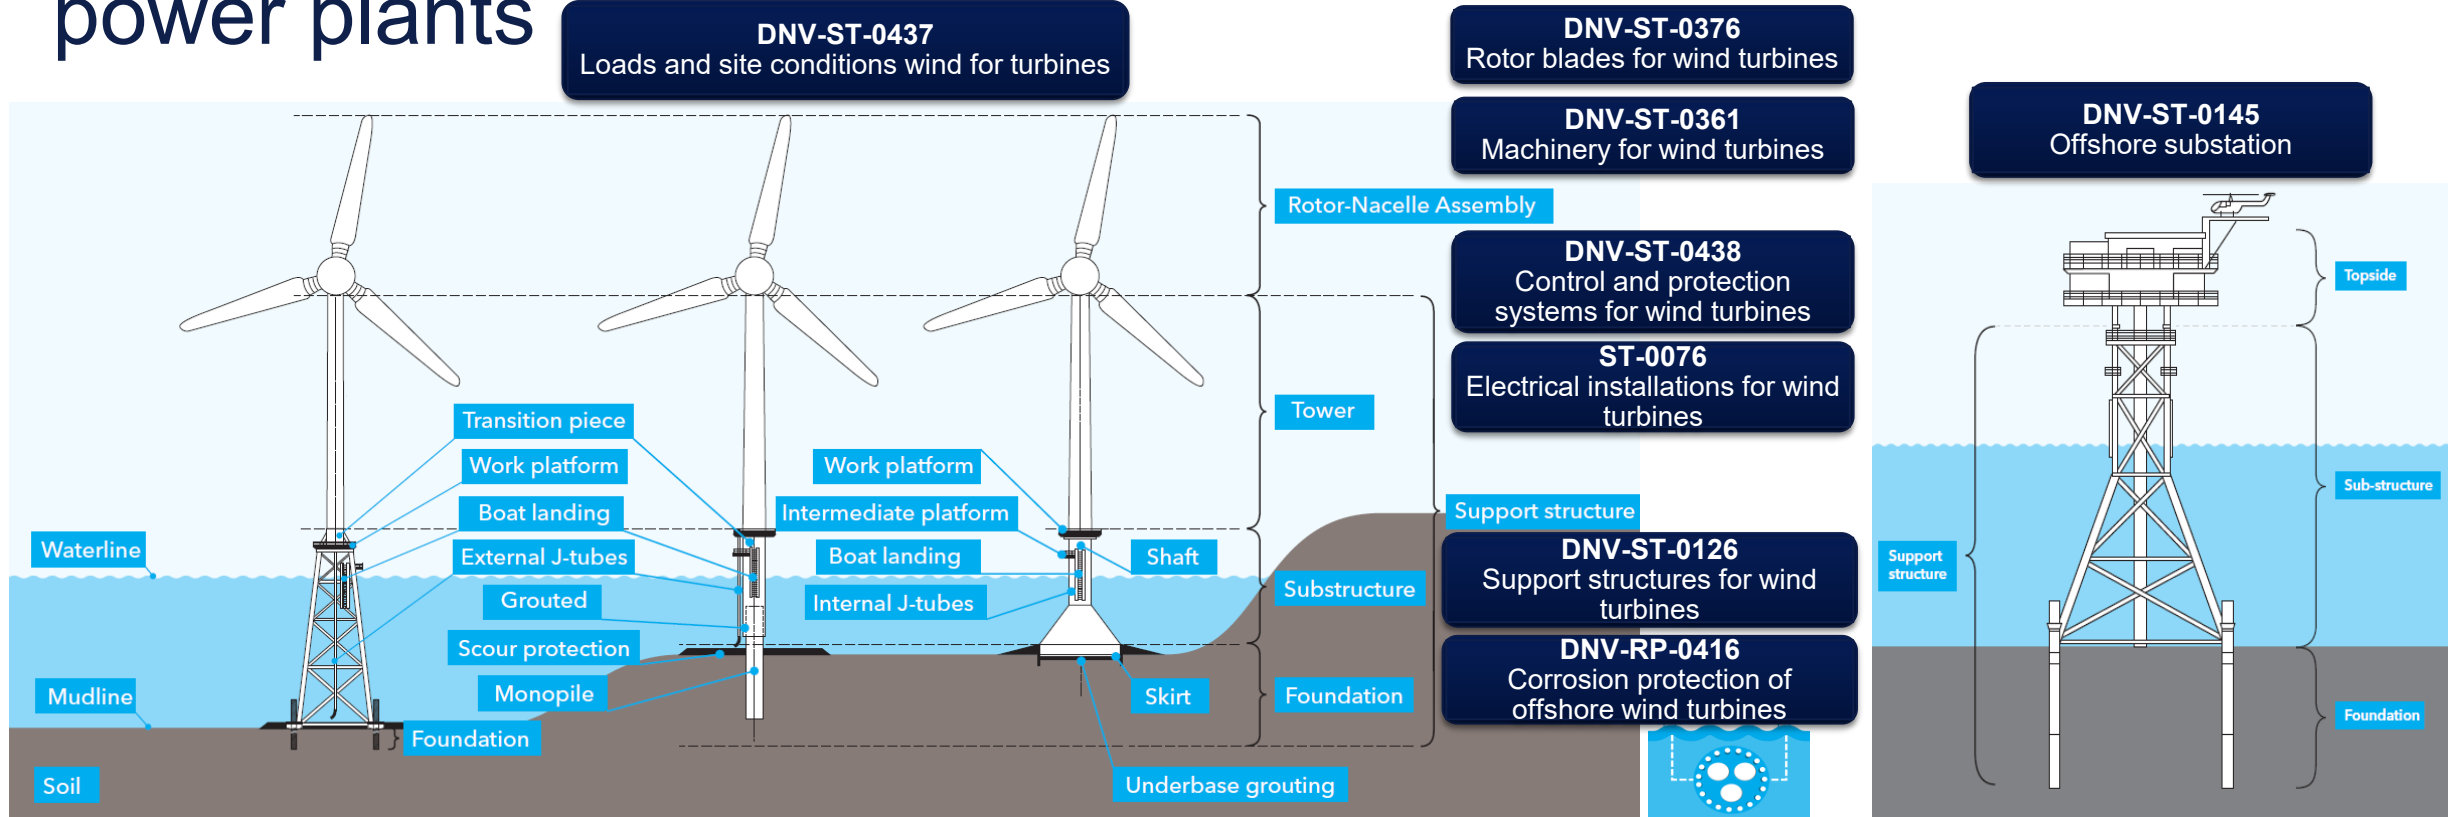 power plants
DNV-ST-0437
Loads and site conditions wind for turbines
DNV-ST-0376
Rotor blades for wind turbines
DNV-ST-0361
Machinery for wind turbines
DNV-ST-0145
Offshore substation
Rotor-Nacelle Assembly
DNV-ST-0438
Control and protection
systems for wind turbines
ST-0076
Electrical installations for wind
turbines
Topside
Tower
Transition piece
Work platform
Boat landing
External J-tubes
Grouted
Scour protection
Monopile
Foundation
Waterline
Mudline
Soil
Work platform
Intermediate platform
Boat landing
Internal J-tubes
Shaft
Skirt
Underbase grouting
Substructure
Foundation
Support structure
DNV-ST-0126
Support structures for wind
turbines
DNV-RP-0416
Corrosion protection of
offshore wind turbines
Support
structure
Sub-structure
Foundation